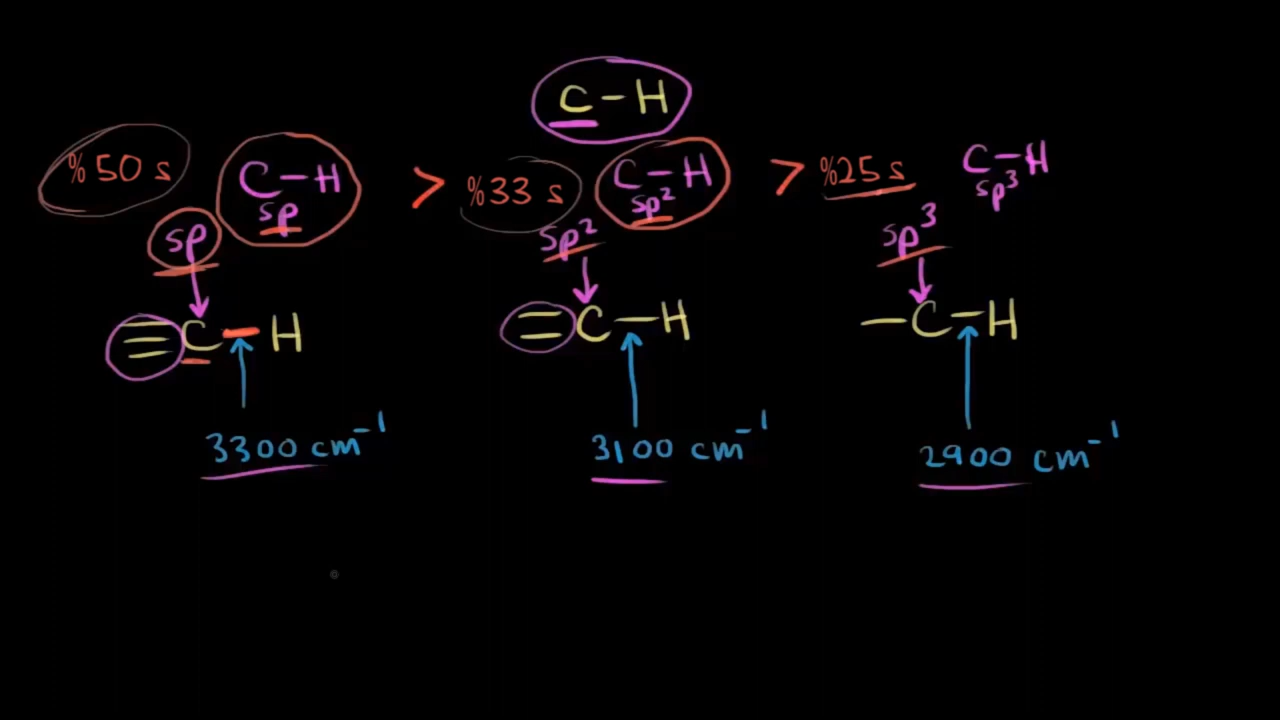 C-H
%50 s C-H > %33 s C-H > %25 s C-H
sp sp² sp³
sp sp² sp³
≡C-H =C-H -C-H
3300 cm⁻¹ 3100 cm⁻¹ 2900 cm⁻¹